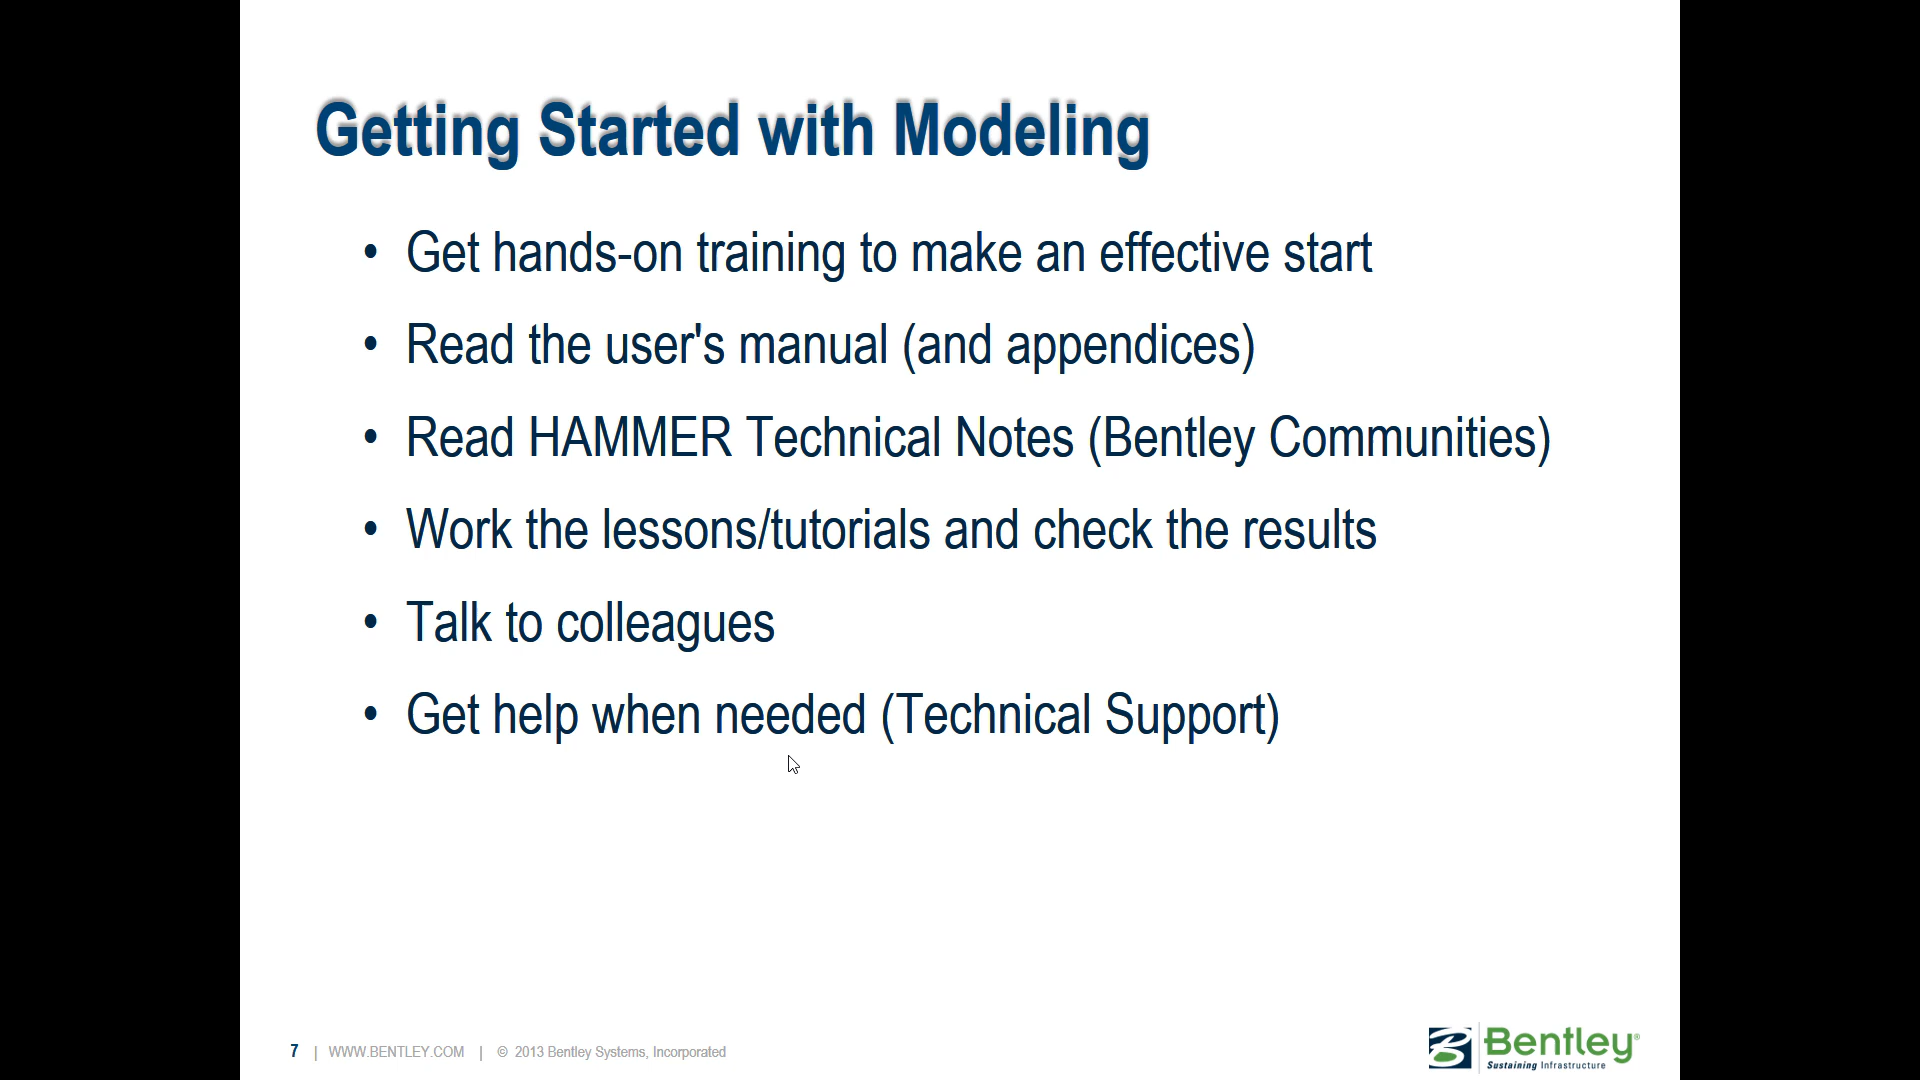 Getting Started with Modeling
• Get hands-on training to make an effective start
• Read the user's manual (and appendices)
• Read HAMMER Technical Notes (Bentley Communities)
• Work the lessons/tutorials and check the results
• Talk to colleagues
• Get help when needed (Technical Support)
7 | WWW.BENTLEY.COM | © 2013 Bentley Systems, Incorporated
Bentley®
Sustaining Infrastructure